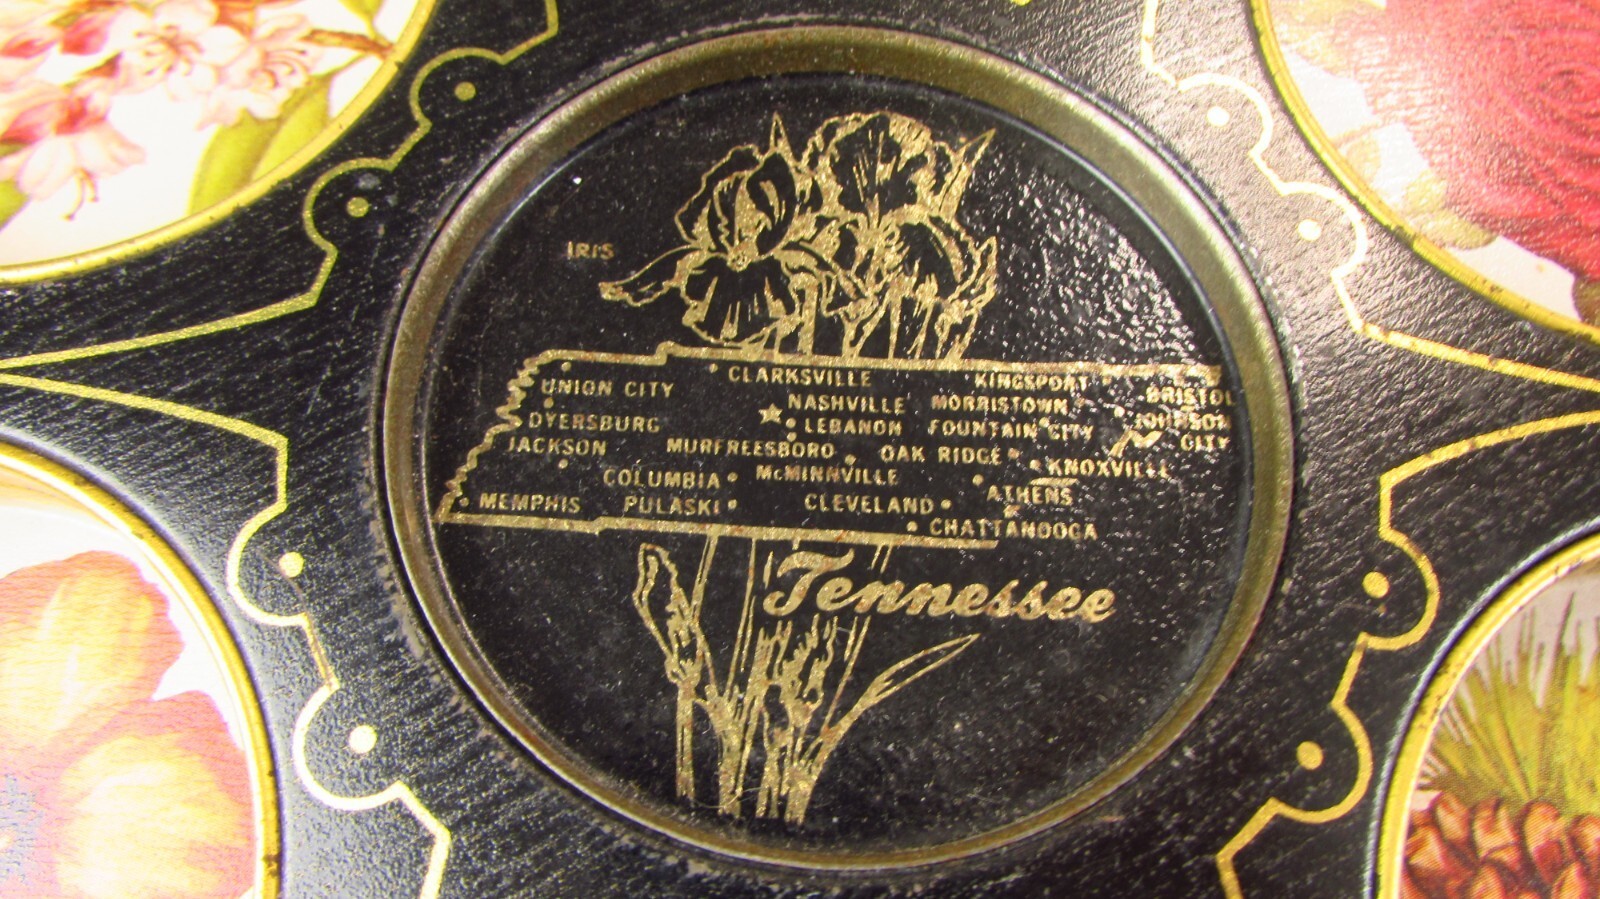 IRIS
UNION CITY
CLARKSVILLE
KINGSPORT
BRISTOL
NASHVILLE
MORRISTOWN
DYERSBURG
LEBANON
FOUNTAIN CITY
JOHNSON
CITY
JACKSON
MURFREESBORO
OAK RIDGE
KNOXVILLE
COLUMBIA
McMINNVILLE
ATHENS
MEMPHIS
PULASKI
CLEVELAND
CHATTANOOGA
Tennessee